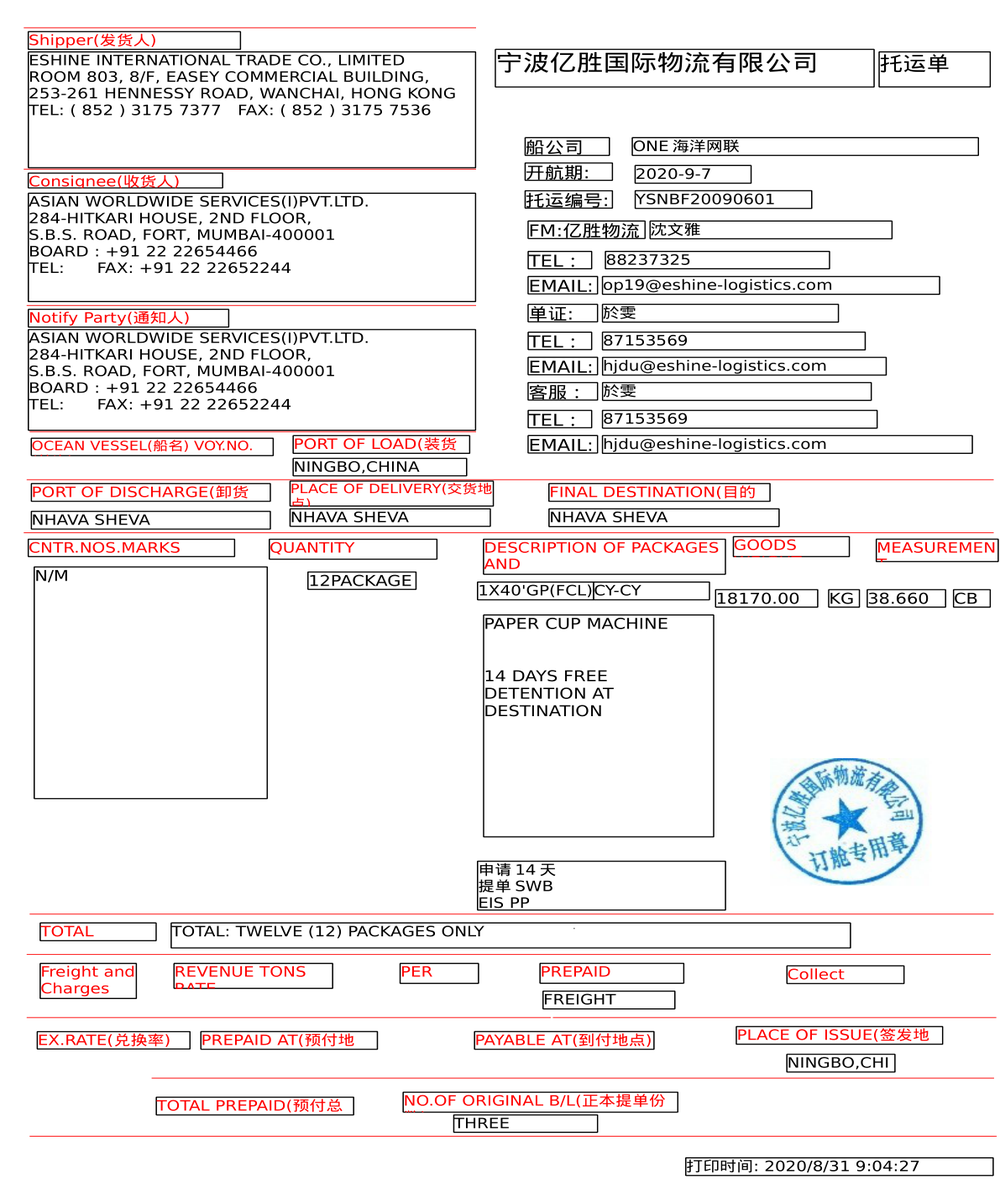 Shipper(发货人)
ESHINE INTERNATIONAL TRADE CO., LIMITED
ROOM 803, 8/F, EASEY COMMERCIAL BUILDING,
253-261 HENNESSY ROAD, WANCHAI, HONG KONG
TEL: ( 852 ) 3175 7377 FAX: ( 852 ) 3175 7536
宁波亿胜国际物流有限公司 托运单
船公司 ONE 海洋网联
开航期: 2020-9-7
托运编号: YSNBF20090601
FM:亿胜物流 沈文雅
TEL : 88237325
EMAIL: op19@eshine-logistics.com
单证: 於雯
TEL : 87153569
EMAIL: hjdu@eshine-logistics.com
客服 : 於雯
TEL : 87153569
EMAIL: hjdu@eshine-logistics.com
Consignee(收货人)
ASIAN WORLDWIDE SERVICES(I)PVT.LTD.
284-HITKARI HOUSE, 2ND FLOOR,
S.B.S. ROAD, FORT, MUMBAI-400001
BOARD : +91 22 22654466
TEL: FAX: +91 22 22652244
Notify Party(通知人)
ASIAN WORLDWIDE SERVICES(I)PVT.LTD.
284-HITKARI HOUSE, 2ND FLOOR,
S.B.S. ROAD, FORT, MUMBAI-400001
BOARD : +91 22 22654466
TEL: FAX: +91 22 22652244
OCEAN VESSEL(船名) VOY.NO. PORT OF LOAD(装货
NINGBO,CHINA
PORT OF DISCHARGE(卸货 PLACE OF DELIVERY(交货地 FINAL DESTINATION(目的
点)
NHAVA SHEVA NHAVA SHEVA NHAVA SHEVA
CNTR.NOS.MARKS QUANTITY DESCRIPTION OF PACKAGES GOODS MEASUREMEN
AND
N/M 12PACKAGE 1X40'GP(FCL) CY-CY 18170.00 KG 38.660 CB
PAPER CUP MACHINE
14 DAYS FREE
DETENTION AT
DESTINATION
宁波亿胜国际物流有限公司
订舱专用章
申请 14 天
提单 SWB
EIS PP
TOTAL TOTAL: TWELVE (12) PACKAGES ONLY
Freight and REVENUE TONS PER PREPAID Collect
Charges RATE
FREIGHT
EX.RATE(兑换率) PREPAID AT(预付地 PAYABLE AT(到付地点) PLACE OF ISSUE(签发地
NINGBO,CHI
TOTAL PREPAID(预付总 NO.OF ORIGINAL B/L(正本提单份
THREE
打印时间: 2020/8/31 9:04:27